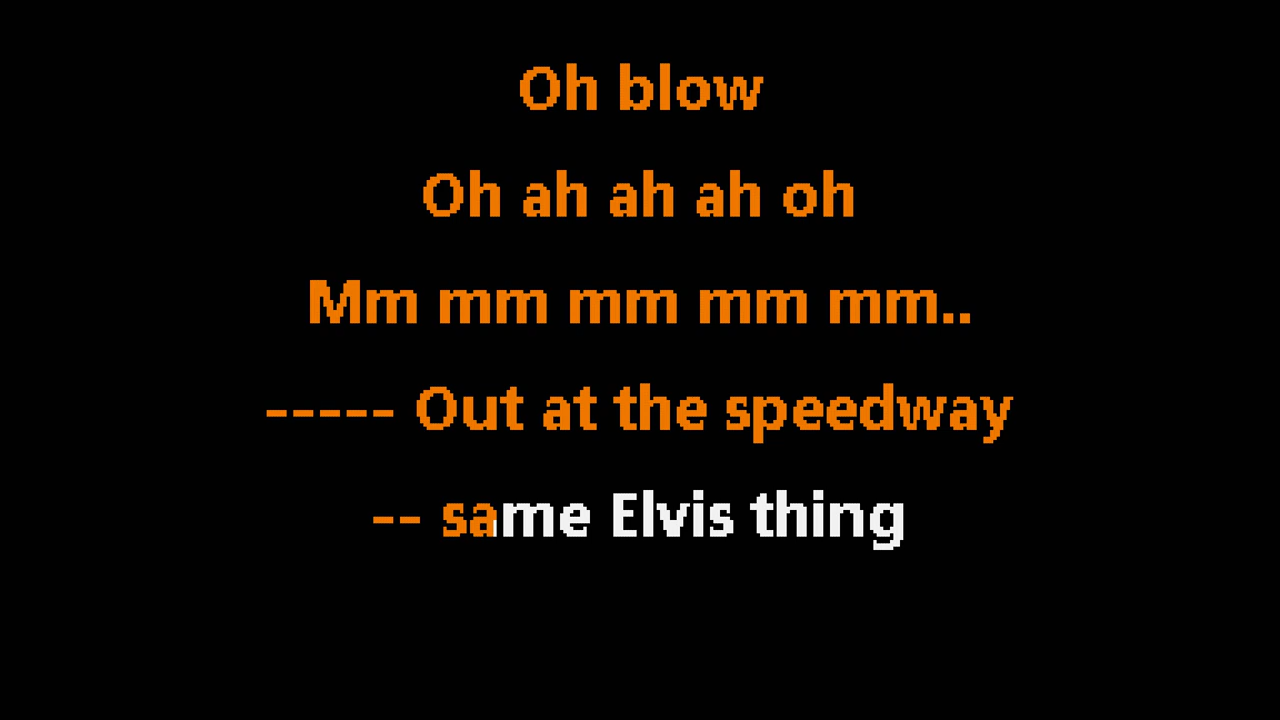 Oh blow
Oh ah ah ah oh
Mm mm mm mm mm..
----- Out at the speedway
-- same Elvis thing